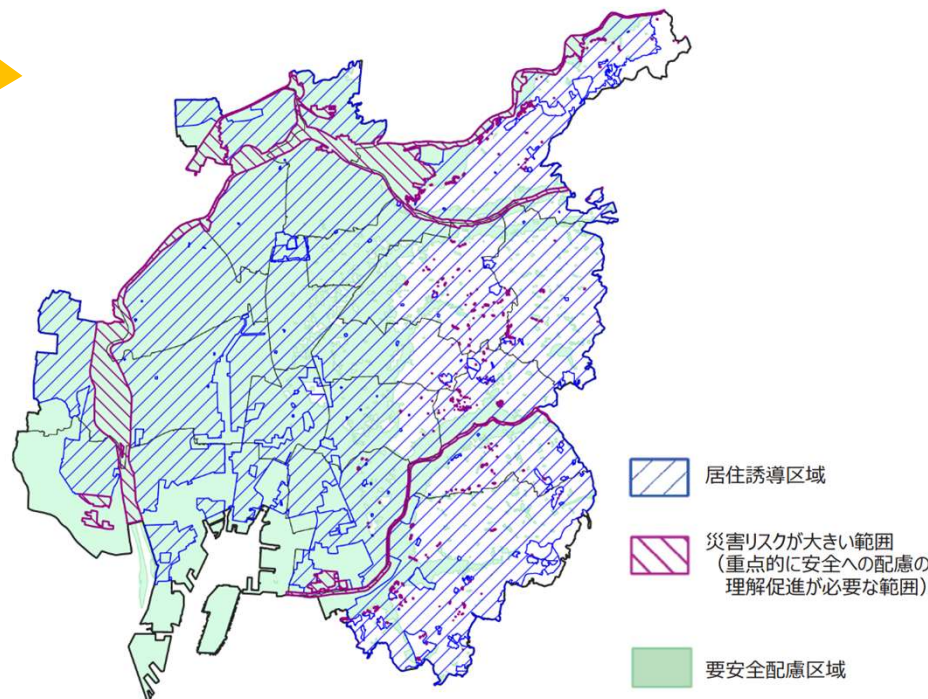 居住誘導区域
災害リスクが大きい範囲
（重点的に安全への配慮の
理解促進が必要な範囲）
要安全配慮区域